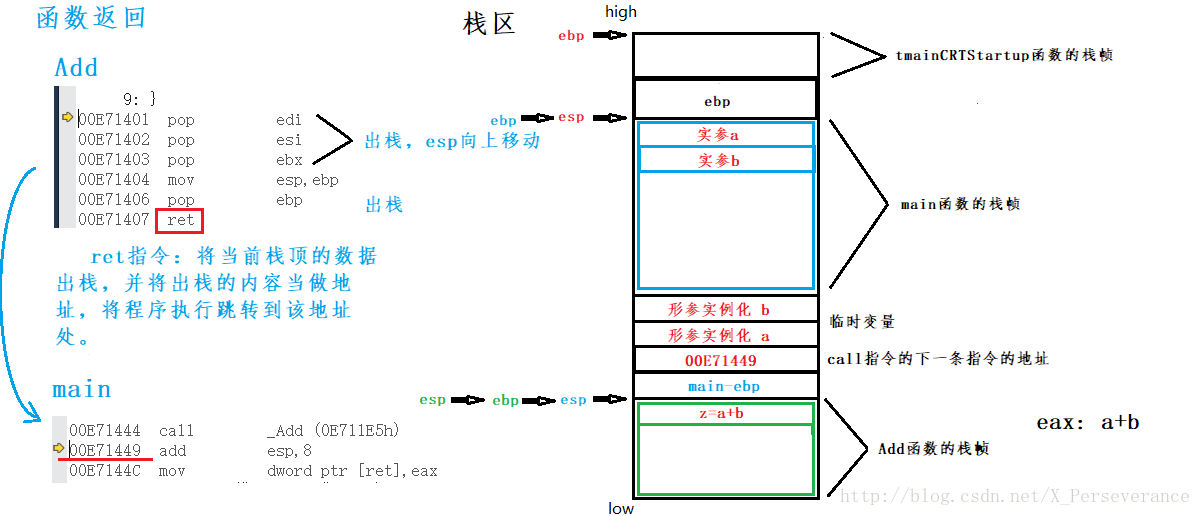 函数返回
Add
9: }
00E71401 pop edi
00E71402 pop esi
00E71403 pop ebx
00E71404 mov esp,ebp
00E71406 pop ebp
00E71407 ret
出栈，esp向上移动
出栈
ret指令：将当前栈顶的数据
出栈，并将出栈的内容当做地
址，将程序执行跳转到该地址
处。
main
00E71444 call _Add (0E711E5h)
00E71449 add esp,8
00E7144C mov dword ptr [ret],eax
栈区
high
ebp
tmainCRTStartup函数的栈帧
ebp
ebp esp
实参a
实参b
main函数的栈帧
形参实例化 b
形参实例化 a
临时变量
00E71449
call指令的下一条指令的地址
main-ebp
esp ebp esp
z=a+b
Add函数的栈帧
eax: a+b
low
http://blog.csdn.net/X_Perseverance